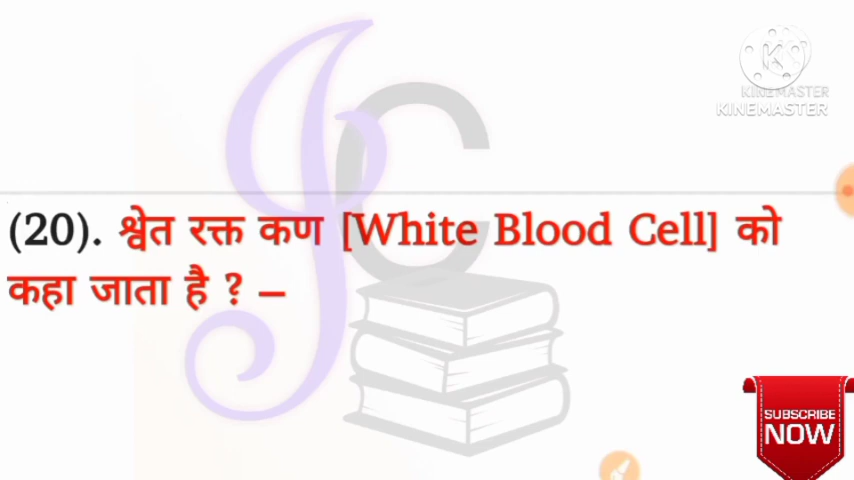 KINEMASTER
KINEMASTER
(20). श्वेत रक्त कण [White Blood Cell] को
कहा जाता है ? –
SUBSCRIBE
NOW